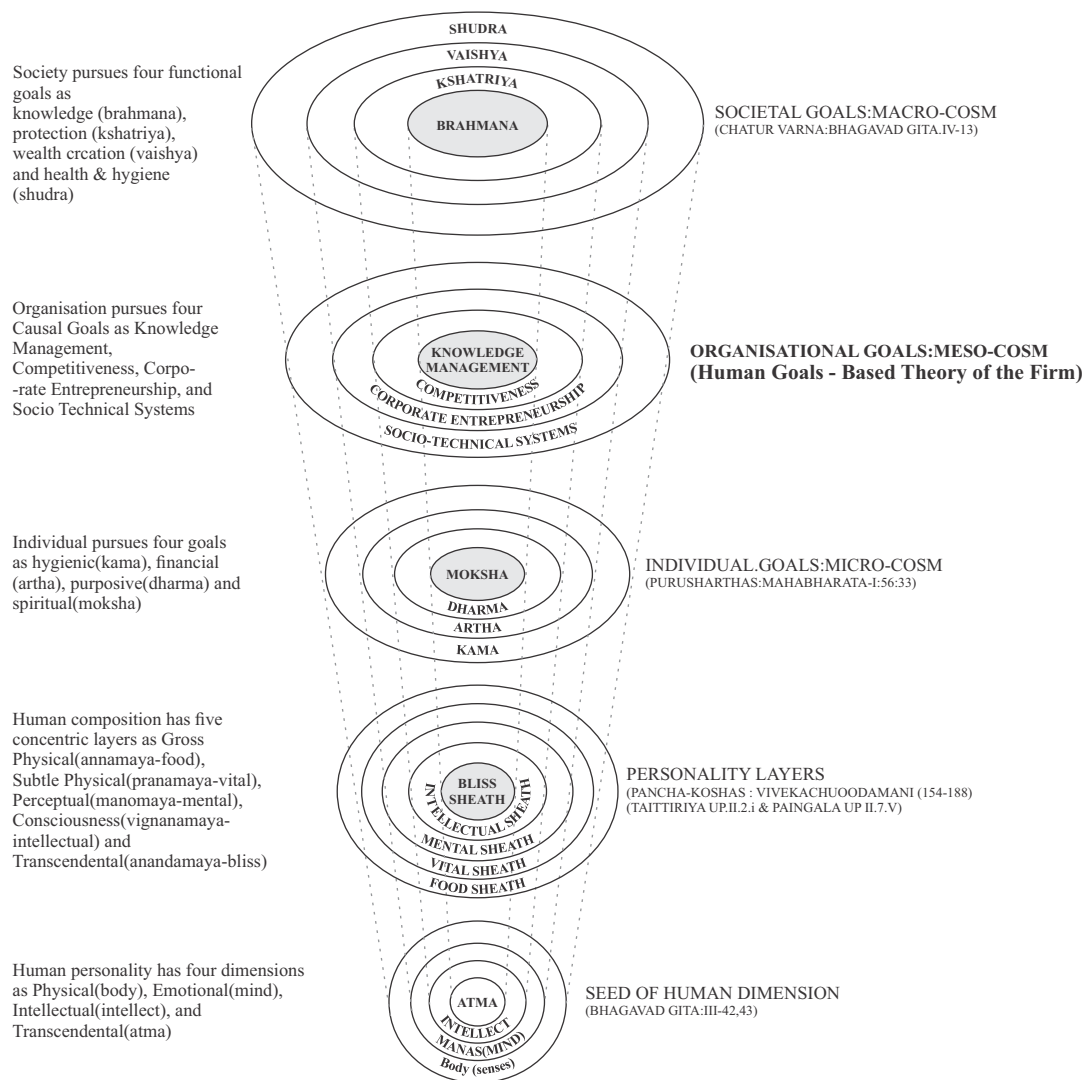 SHUDRA
VAISHYA
KSHATRIYA
BRAHMANA
Society pursues four functional
goals as
knowledge (brahmana),
protection (kshatriya),
wealth crcation (vaishya)
and health & hygiene
(shudra)
SOCIETAL GOALS:MACRO-COSM
(CHATUR VARNA:BHAGAVAD GITA.IV-13)
Organisation pursues four
Causal Goals as Knowledge
Management,
Competitiveness, Corpo-
-rate Entrepreneurship, and
Socio Technical Systems
KNOWLEDGE
MANAGEMENT
COMPETITIVENESS
CORPORATE ENTREPRENEURSHIP
SOCIO-TECHNICAL SYSTEMS
ORGANISATIONAL GOALS:MESO-COSM
(Human Goals - Based Theory of the Firm)
Individual pursues four goals
as hygienic(kama), financial
(artha), purposive(dharma) and
spiritual(moksha)
MOKSHA
DHARMA
ARTHA
KAMA
INDIVIDUAL.GOALS:MICRO-COSM
(PURUSHARTHAS:MAHABHARATA-I:56:33)
Human composition has five
concentric layers as Gross
Physical(annamaya-food),
Subtle Physical(pranamaya-vital),
Perceptual(manomaya-mental),
Consciousness(vignanamaya-
intellectual) and
Transcendental(anandamaya-bliss)
BLISS
SHEATH
INTELLECTUAL SHEATH
MENTAL SHEATH
VITAL SHEATH
FOOD SHEATH
PERSONALITY LAYERS
(PANCHA-KOSHAS : VIVEKACHUOODAMANI (154-188)
(TAITTIRIYA UP.II.2.i & PAINGALA UP II.7.V)
Human personality has four dimensions
as Physical(body), Emotional(mind),
Intellectual(intellect), and
Transcendental(atma)
ATMA
INTELLECT
MANAS(MIND)
Body (senses)
SEED OF HUMAN DIMENSION
(BHAGAVAD GITA:III-42,43)